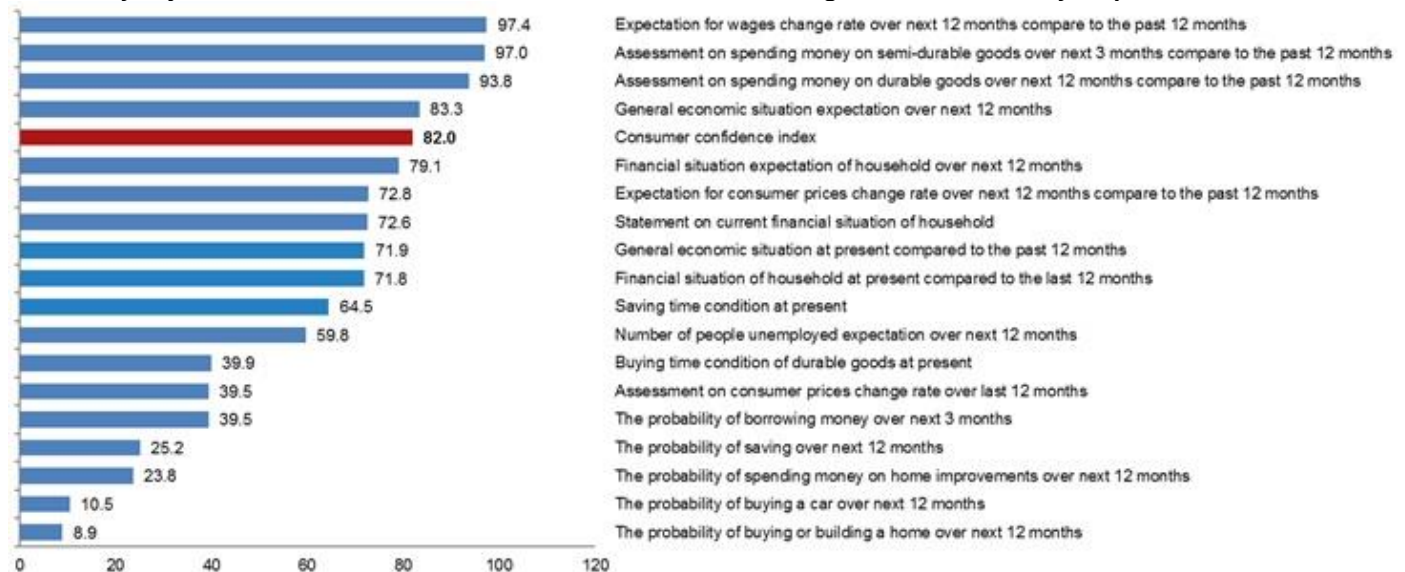 97.4 Expectation for wages change rate over next 12 months compare to the past 12 months
97.0 Assessment on spending money on semi-durable goods over next 3 months compare to the past 12 months
93.8 Assessment on spending money on durable goods over next 12 months compare to the past 12 months
83.3 General economic situation expectation over next 12 months
82.0 Consumer confidence index
79.1 Financial situation expectation of household over next 12 months
72.8 Expectation for consumer prices change rate over next 12 months compare to the past 12 months
72.6 Statement on current financial situation of household
71.9 General economic situation at present compared to the past 12 months
71.8 Financial situation of household at present compared to the last 12 months
64.5 Saving time condition at present
59.8 Number of people unemployed expectation over next 12 months
39.9 Buying time condition of durable goods at present
39.5 Assessment on consumer prices change rate over last 12 months
39.5 The probability of borrowing money over next 3 months
25.2 The probability of saving over next 12 months
23.8 The probability of spending money on home improvements over next 12 months
10.5 The probability of buying a car over next 12 months
8.9 The probability of buying or building a home over next 12 months
0 20 40 60 80 100 120